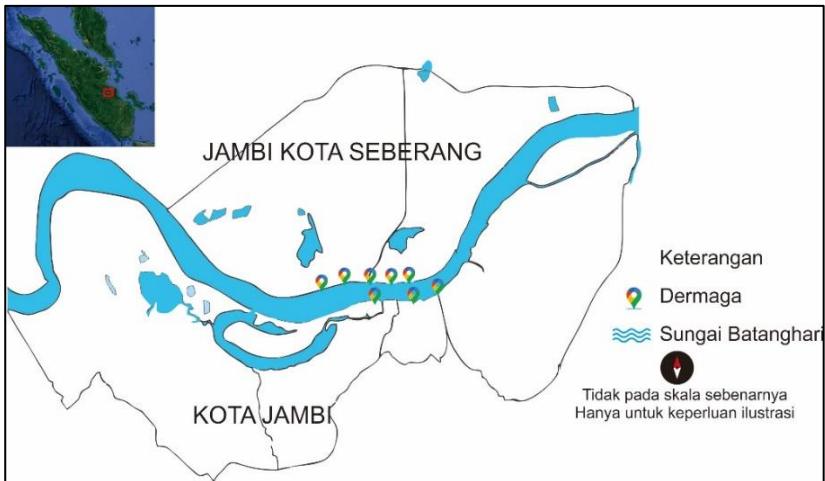 JAMBI KOTA SEBERANG
KOTA JAMBI
Keterangan
Dermaga
Sungai Batanghari
Tidak pada skala sebenarnya
Hanya untuk keperluan ilustrasi